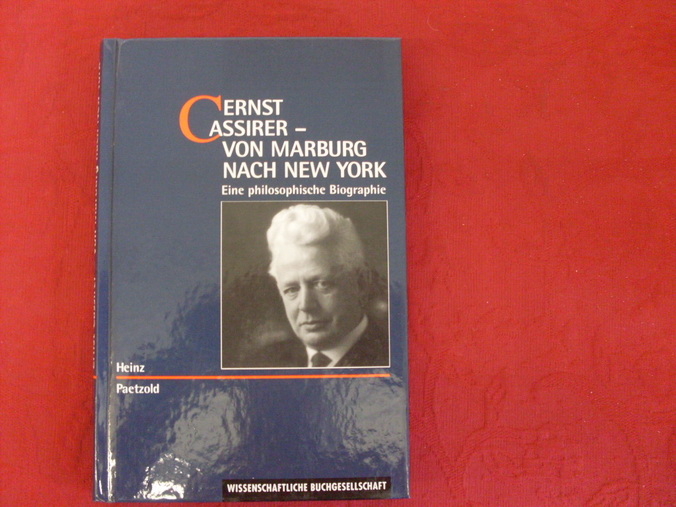 ERNST
CASSIRER –
VON MARBURG
NACH NEW YORK
Eine philosophische Biographie
Heinz
Paetzold
WISSENSCHAFTLICHE BUCHGESELLSCHAFT